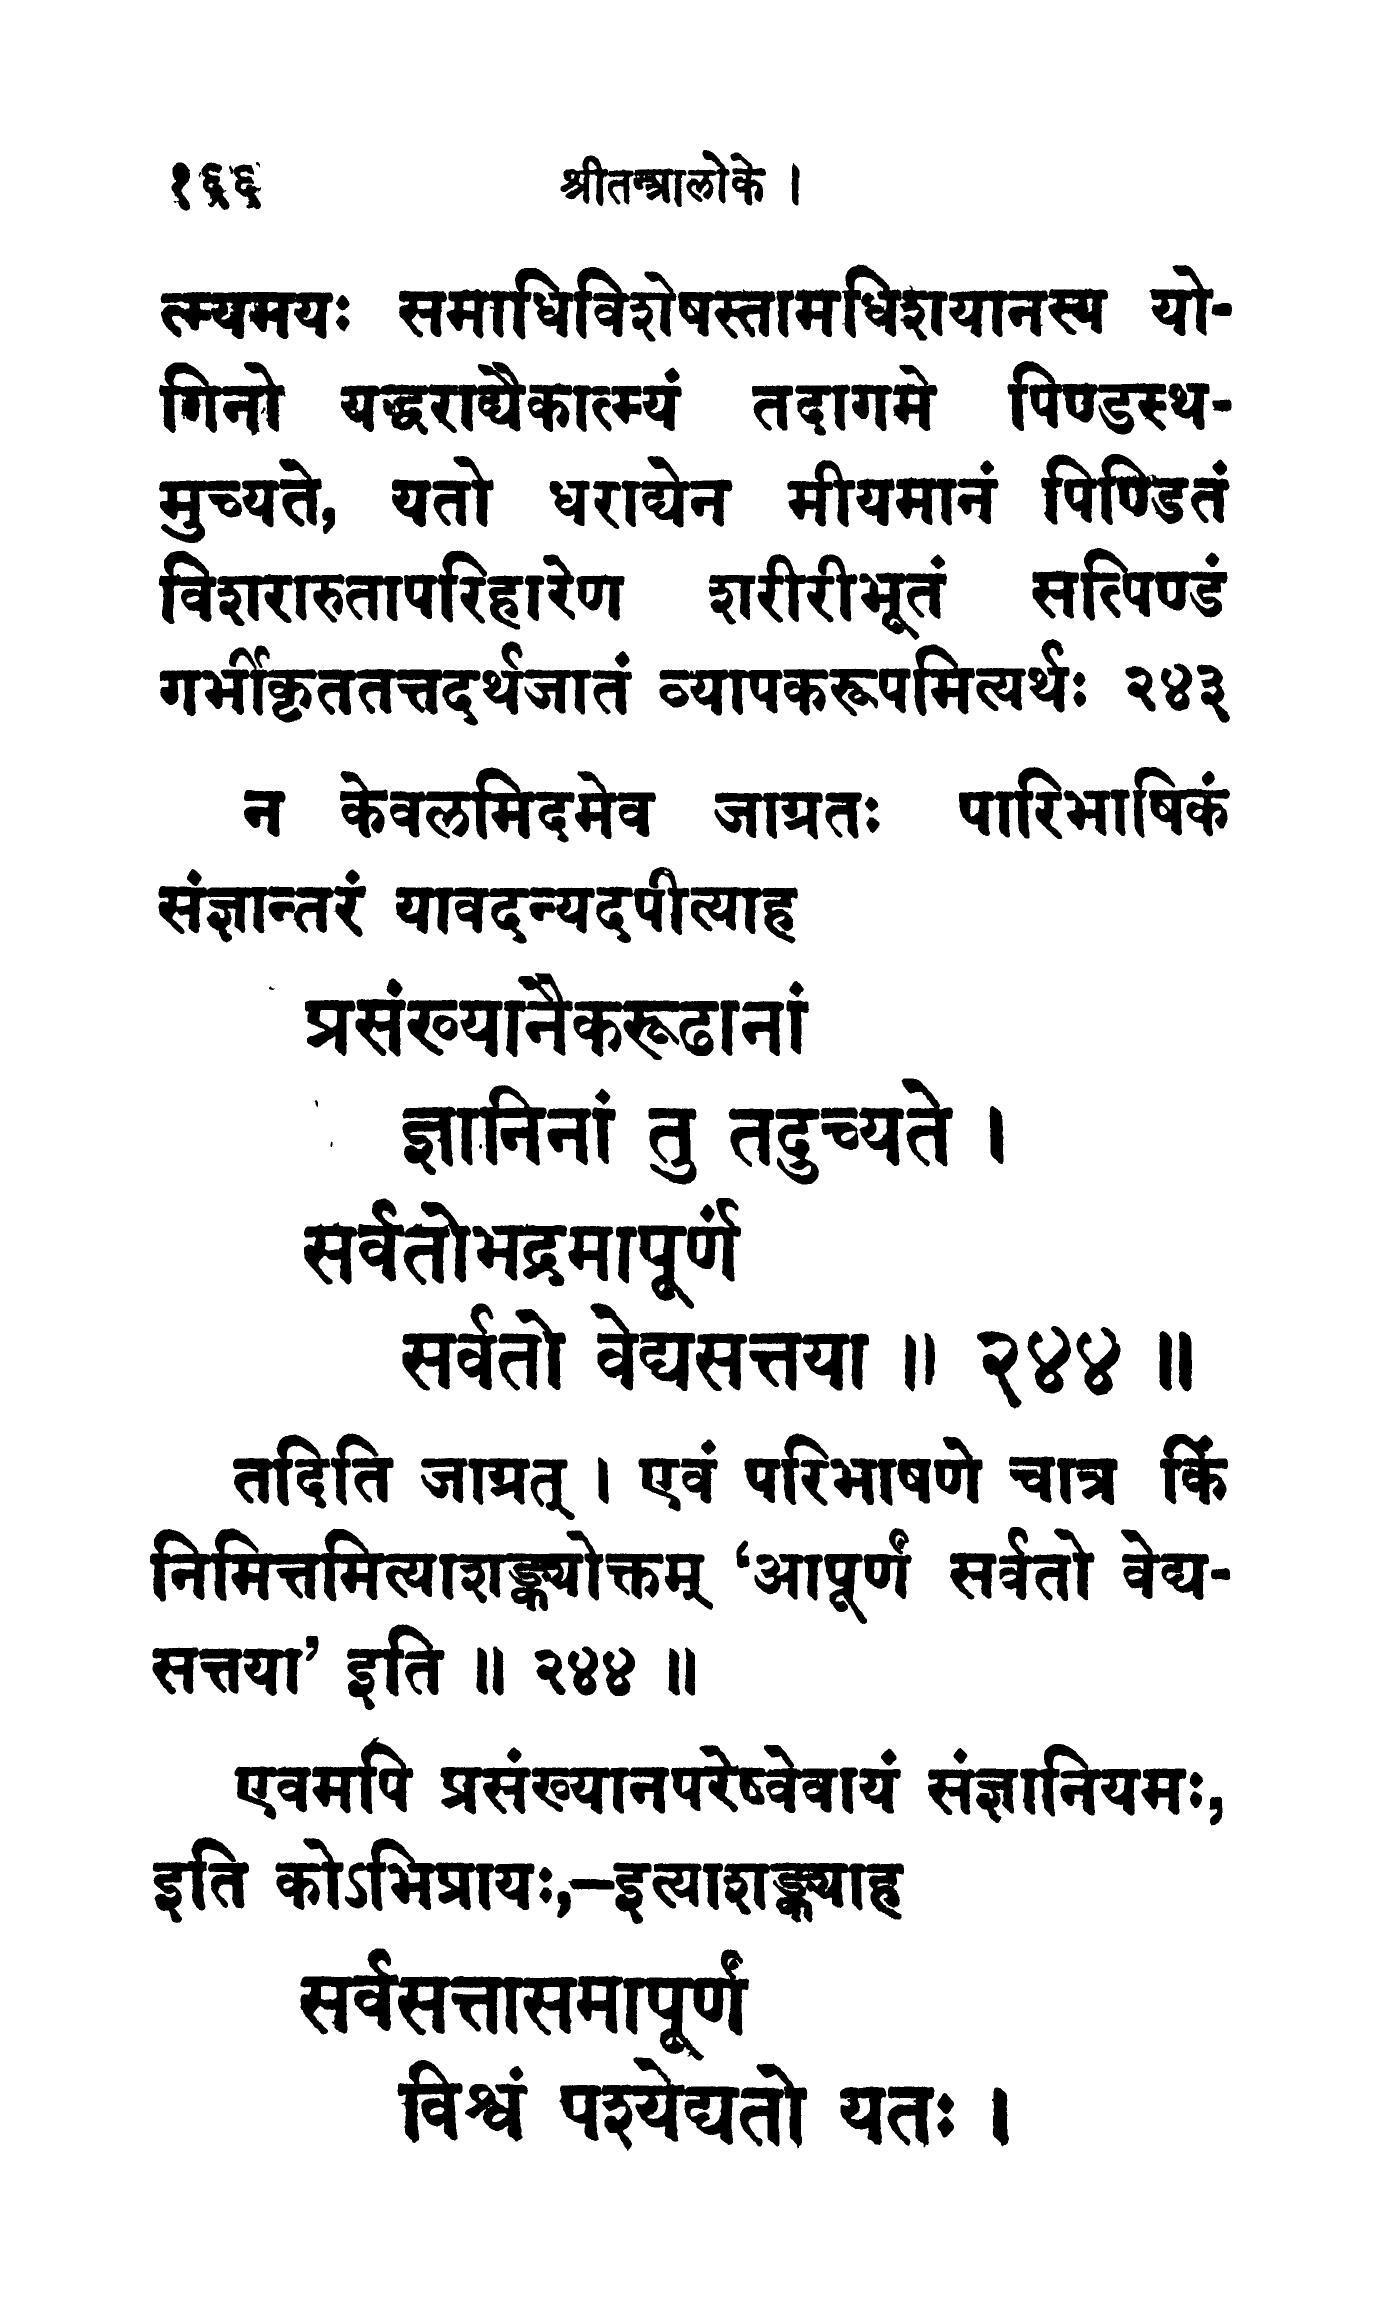 १६६ श्रीतन्त्रालोके ।
त्म्यमयः समाधिविशेषस्तामधिशयानस्य यो-
गिनो यद्धराद्यैकात्म्यं तदागमे पिण्डस्थ-
मुच्यते, यतो धराद्येन मीयमानं पिण्डितं
विशरारुतापरिहारेण शरीरीभूतं सत्पिण्डं
गर्भीकृततत्तदर्थजातं व्यापकरूपमित्यर्थः २४३
न केवलमिदमेव जाग्रतः पारिभाषिकं
संज्ञान्तरं यावदन्यदपीत्याह
प्रसंख्यानैकरूढानां
ज्ञानिनां तु तदुच्यते ।
सर्वतोभद्रमापूर्णं
सर्वतो वेद्यसत्तया ॥ २४४ ॥
तदिति जाग्रत् । एवं परिभाषणे चात्र किं
निमित्तमित्याशङ्क्योक्तम् ‘आपूर्णं सर्वतो वेद्य-
सत्तया’ इति ॥ २४४ ॥
एवमपि प्रसंख्यानपरेष्वेवायं संज्ञानियमः,
इति कोऽभिप्रायः,—इत्याशङ्क्याह
सर्वसत्तासमापूर्णं
विश्वं पश्येद्यतो यतः ।